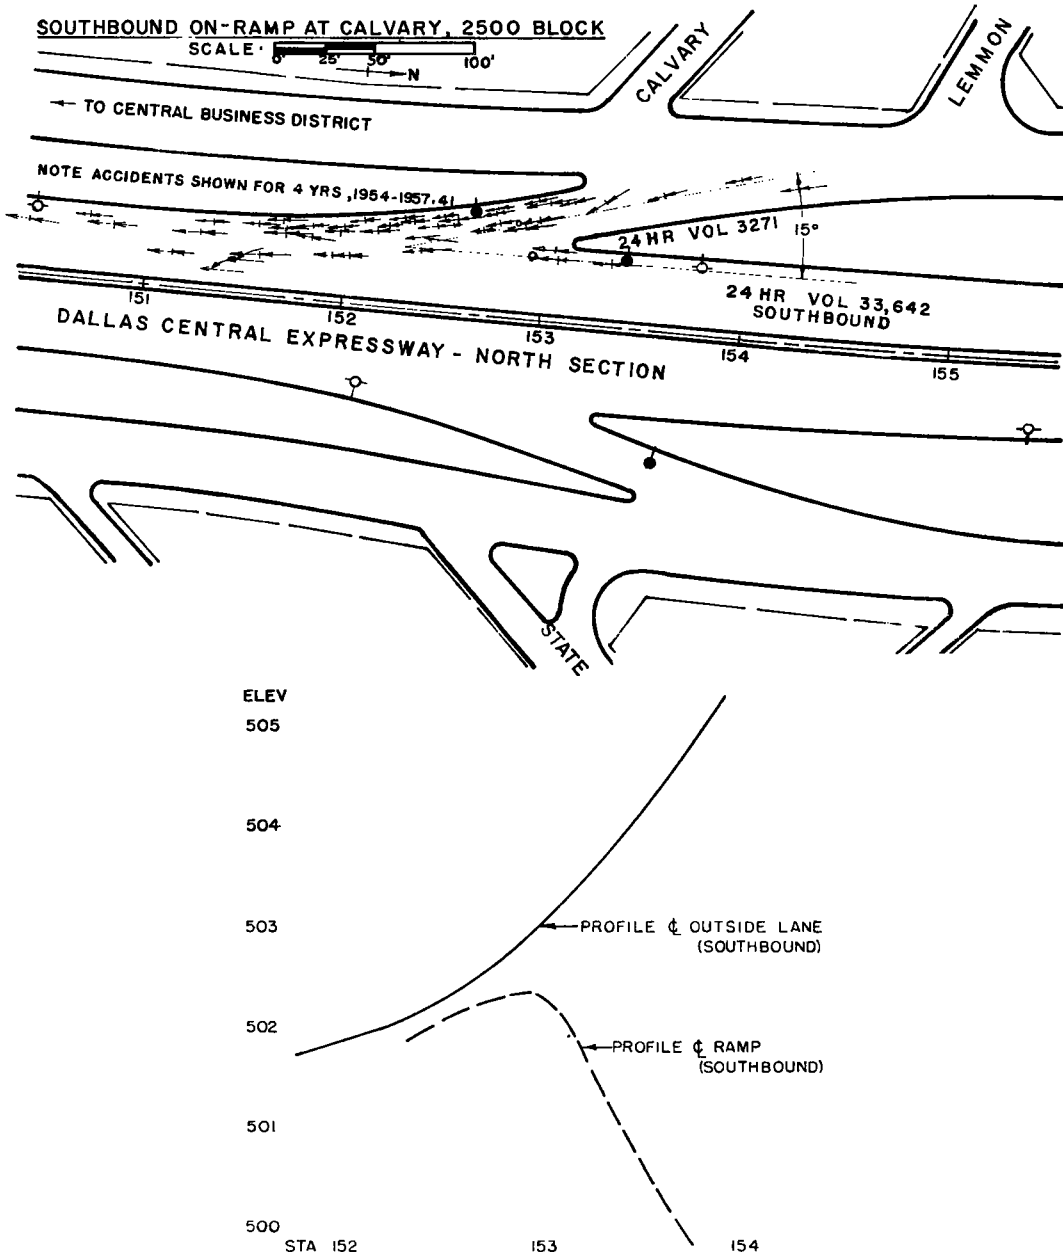 SOUTHBOUND ON-RAMP AT CALVARY, 2500 BLOCK
SCALE·
0' 25' 50' 100'
N
CALVARY
LEMMON
← TO CENTRAL BUSINESS DISTRICT
NOTE ACCIDENTS SHOWN FOR 4 YRS ,1954-1957.41
24 HR VOL 3271
15°
24 HR VOL 33,642
SOUTHBOUND
151
152
153
154
155
DALLAS CENTRAL EXPRESSWAY - NORTH SECTION
STATE
ELEV
505
504
503
PROFILE ℄ OUTSIDE LANE
(SOUTHBOUND)
502
PROFILE ℄ RAMP
(SOUTHBOUND)
501
500
STA 152 153 154